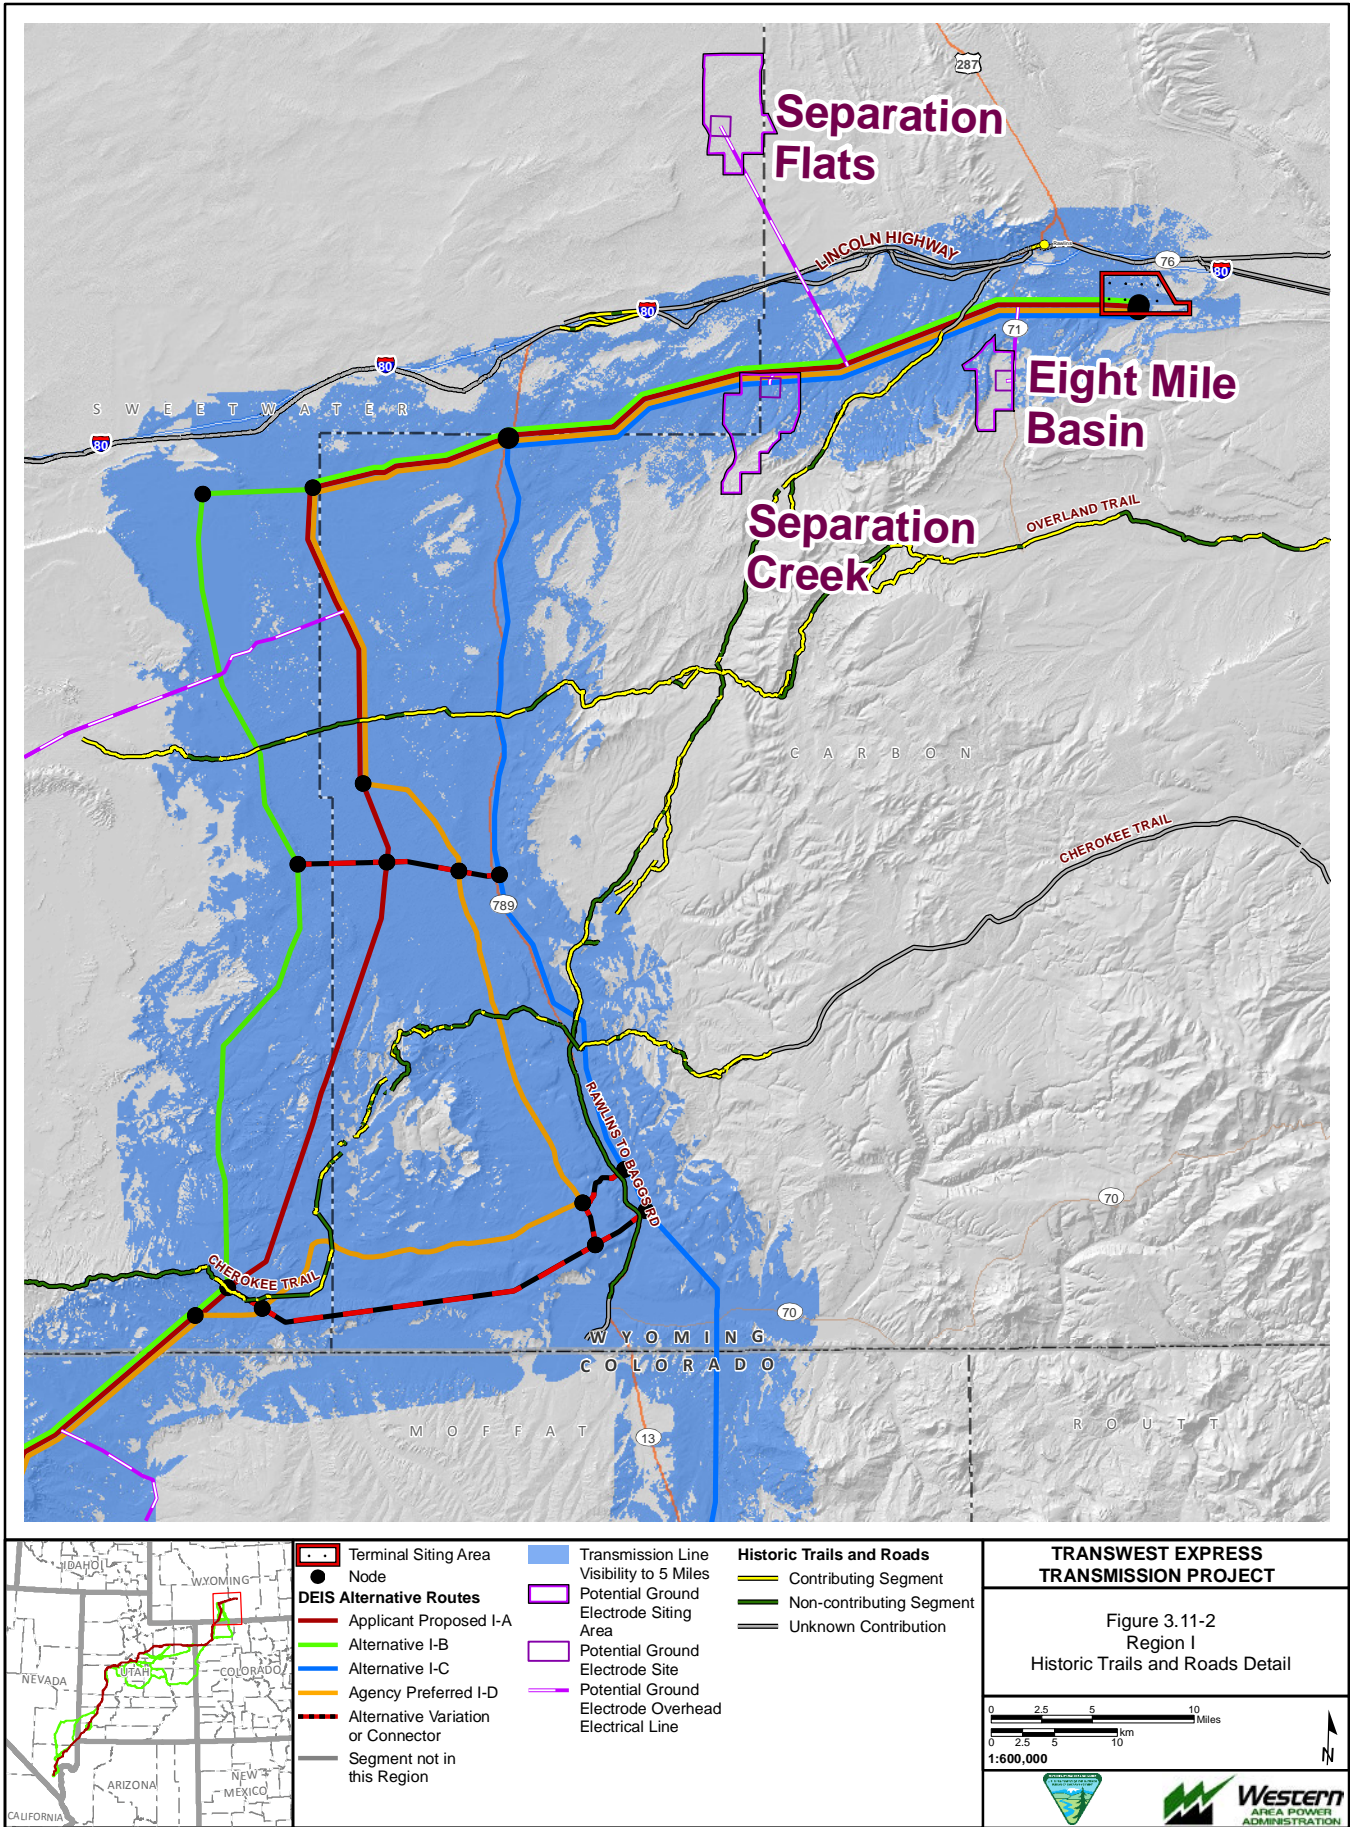 287
Separation
Flats
LINCOLN HIGHWAY
Rawlins
76
80
80
71
80
Eight Mile
Basin
S W E E T W A T E R
80
OVERLAND TRAIL
Separation
Creek
C A R B O N
CHEROKEE TRAIL
789
RAWLINS TO BAGGS RD
70
CHEROKEE TRAIL
70
W Y O M I N G
C O L O R A D O
M O F F A T
R O U T T
13
IDAHO
WYOMING
NEVADA
UTAH
COLORADO
ARIZONA
NEW
MEXICO
CALIFORNIA
Terminal Siting Area
Node
DEIS Alternative Routes
Applicant Proposed I-A
Alternative I-B
Alternative I-C
Agency Preferred I-D
Alternative Variation
or Connector
Segment not in
this Region
Transmission Line
Visibility to 5 Miles
Potential Ground
Electrode Siting
Area
Potential Ground
Electrode Site
Potential Ground
Electrode Overhead
Electrical Line
Historic Trails and Roads
Contributing Segment
Non-contributing Segment
Unknown Contribution
TRANSWEST EXPRESS
TRANSMISSION PROJECT
Figure 3.11-2
Region I
Historic Trails and Roads Detail
0 2.5 5 10
Miles
km
0 2.5 5 10
1:600,000
N
Western
AREA POWER
ADMINISTRATION